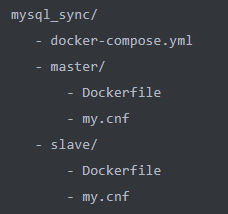 mysql_sync/
- docker-compose.yml
- master/
- Dockerfile
- my.cnf
- slave/
- Dockerfile
- my.cnf